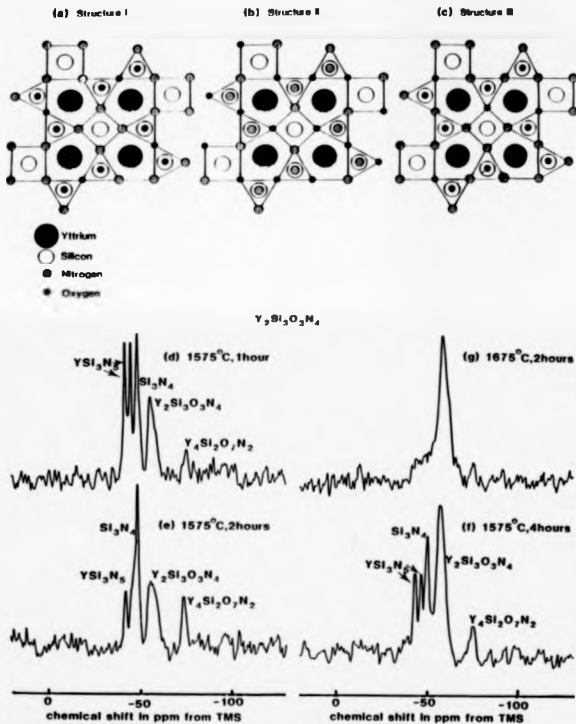 (a) Structure I
(b) Structure II
(c) Structure III
Yttrium
Silicon
Nitrogen
Oxygen
Y₂Si₃O₃N₄
(d) 1575°C,1hour
YSi₃N₅
Si₃N₄
Y₂Si₃O₃N₄
Y₄Si₂O₇N₂
(g) 1675°C,2hours
(e) 1575°C,2hours
Si₃N₄
YSi₃N₅
Y₂Si₃O₃N₄
Y₄Si₂O₇N₂
(f) 1575°C,4hours
Si₃N₄
YSi₃N₅
Y₂Si₃O₃N₄
Y₄Si₂O₇N₂
0 -50 -100
chemical shift in ppm from TMS
0 -50 -100
chemical shift in ppm from TMS